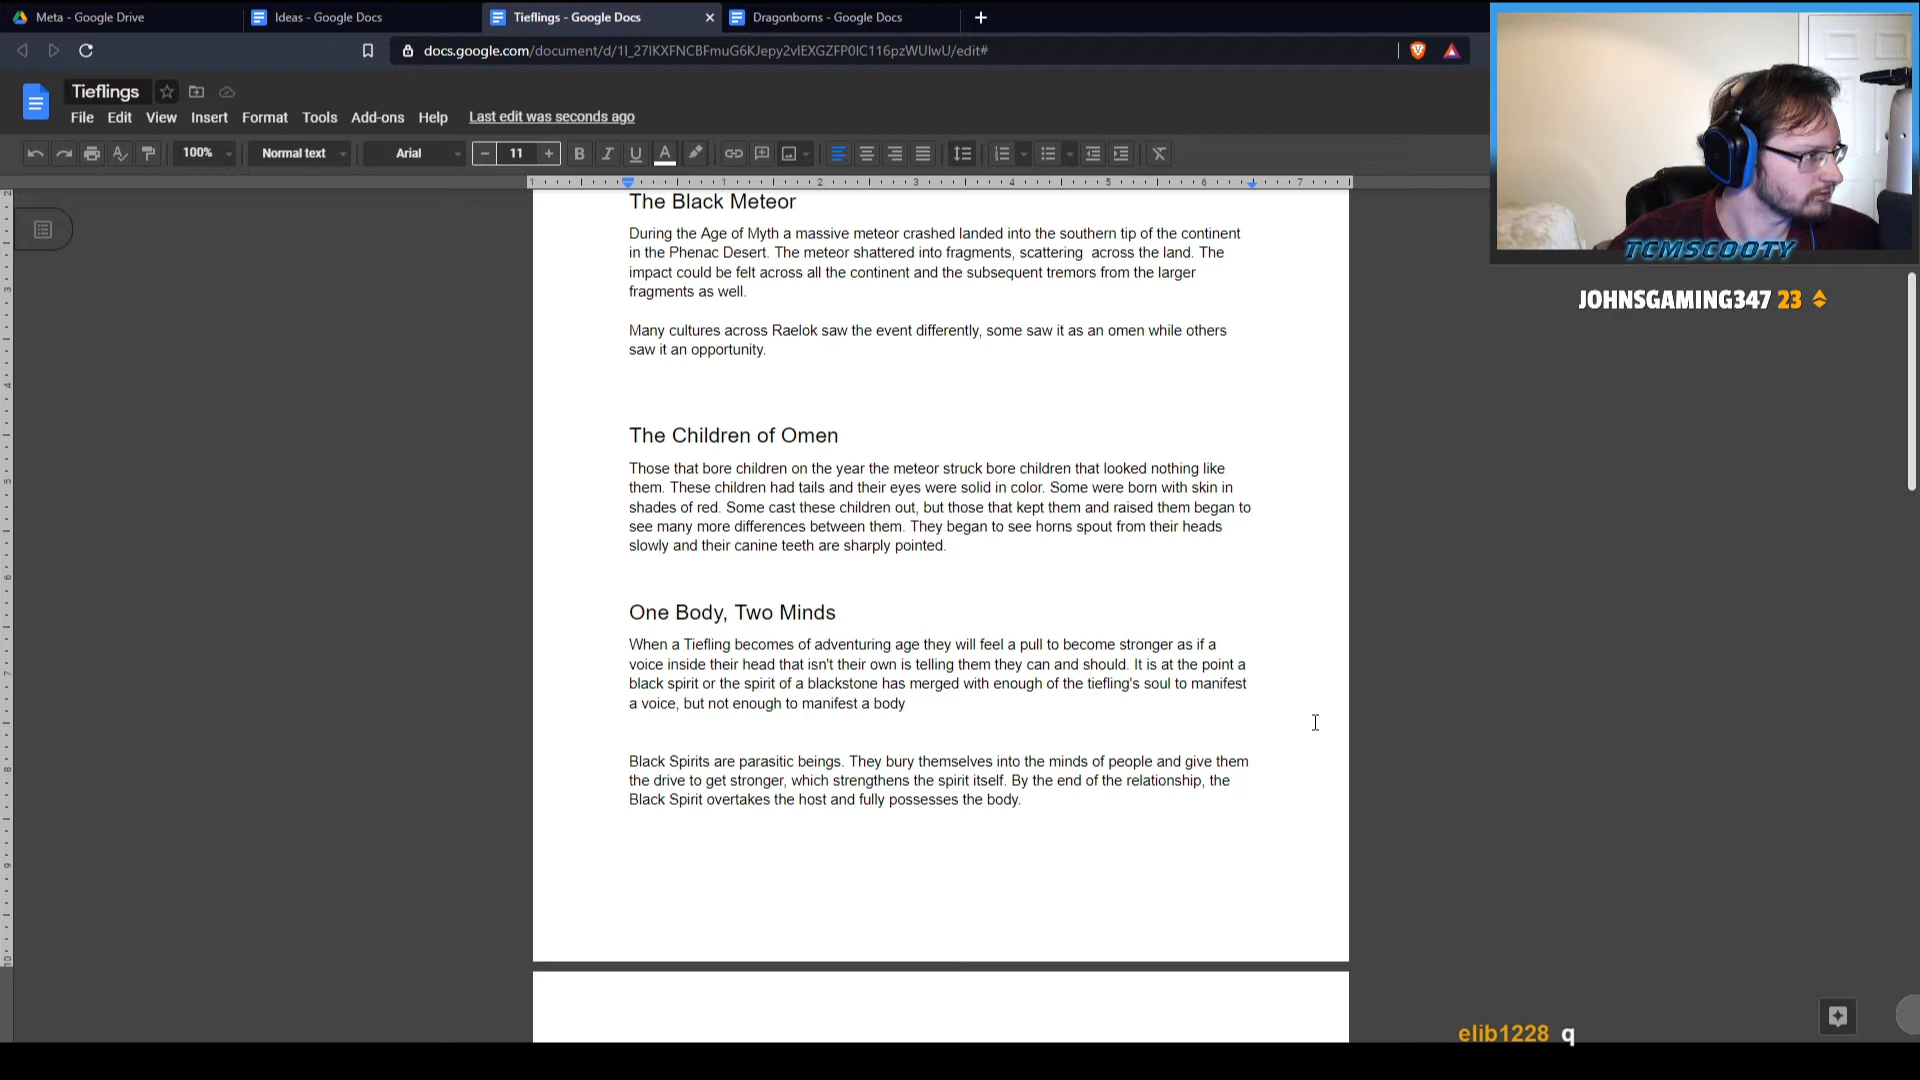 Meta - Google Drive
Ideas - Google Docs
Tieflings - Google Docs
Dragonborns - Google Docs
docs.google.com/document/d/1I_27IKXFNCBFmuG6KJepy2vIEXGZFP0IC116pzWUIwU/edit#
Tieflings
File Edit View Insert Format Tools Add-ons Help Last edit was seconds ago
100% Normal text Arial 11 B I U A
1 1 2 3 4 5 6 7
The Black Meteor
During the Age of Myth a massive meteor crashed landed into the southern tip of the continent
in the Phenac Desert. The meteor shattered into fragments, scattering  across the land. The
impact could be felt across all the continent and the subsequent tremors from the larger
fragments as well.
Many cultures across Raelok saw the event differently, some saw it as an omen while others
saw it an opportunity.
The Children of Omen
Those that bore children on the year the meteor struck bore children that looked nothing like
them. These children had tails and their eyes were solid in color. Some were born with skin in
shades of red. Some cast these children out, but those that kept them and raised them began to
see many more differences between them. They began to see horns spout from their heads
slowly and their canine teeth are sharply pointed.
One Body, Two Minds
When a Tiefling becomes of adventuring age they will feel a pull to become stronger as if a
voice inside their head that isn't their own is telling them they can and should. It is at the point a
black spirit or the spirit of a blackstone has merged with enough of the tiefling's soul to manifest
a voice, but not enough to manifest a body
Black Spirits are parasitic beings. They bury themselves into the minds of people and give them
the drive to get stronger, which strengthens the spirit itself. By the end of the relationship, the
Black Spirit overtakes the host and fully possesses the body.
TCMSCOOTY
JOHNSGAMING347 23
elib1228 q